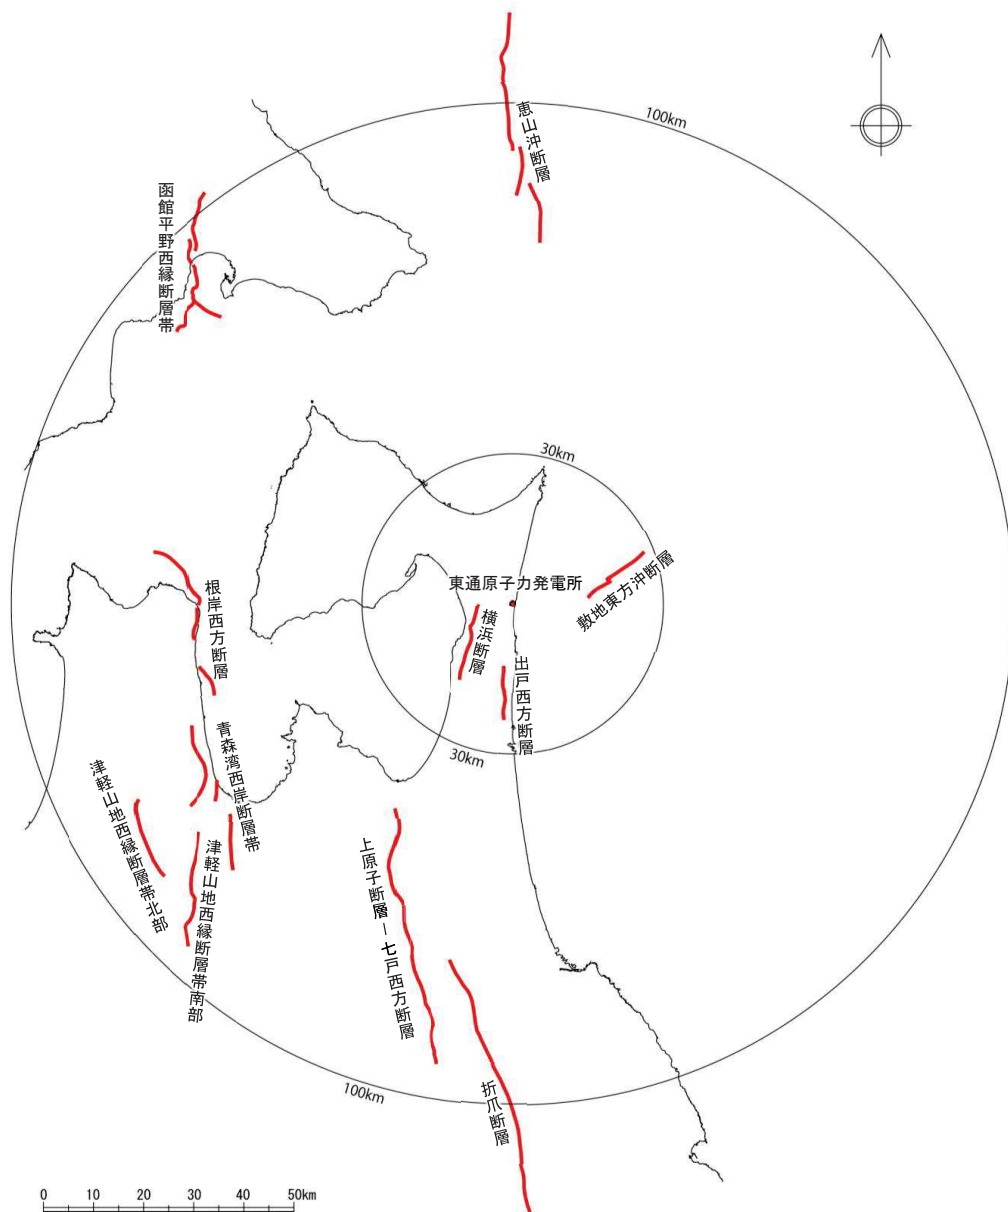 100km
恵山沖断層
函館平野西縁断層帯
30km
敷地東方沖断層
東通原子力発電所
横浜断層
根岸西方断層
出戸西方断層
30km
青森湾西岸断層帯
津軽山地西縁断層帯北部
津軽山地西縁断層帯南部
上原子断層－七戸西方断層
折爪断層
100km
0 10 20 30 40 50km